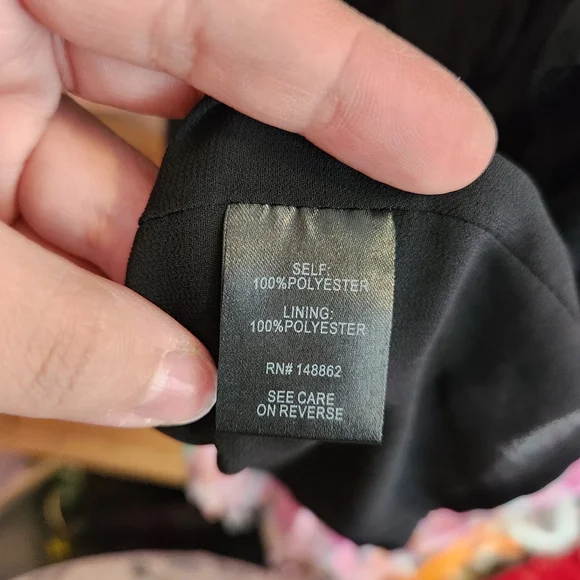 SELF:
100%POLYESTER
LINING:
100%POLYESTER
RN# 148862
SEE CARE
ON REVERSE